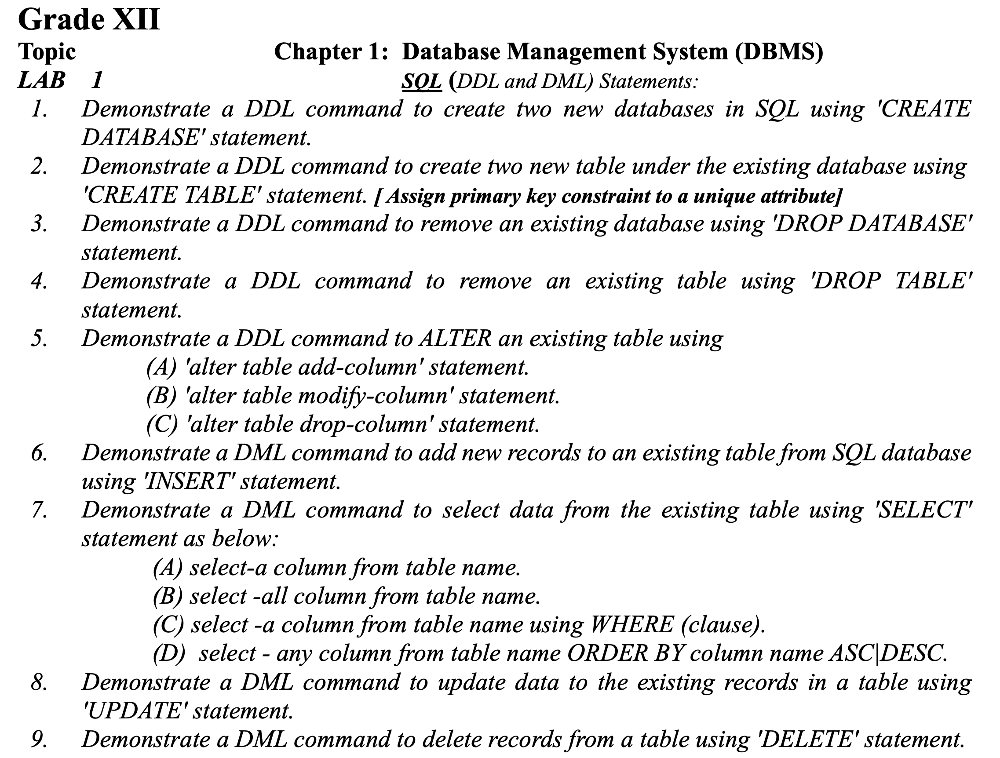 Grade XII
Topic Chapter 1: Database Management System (DBMS)
LAB 1 SQL (DDL and DML) Statements:
1. Demonstrate a DDL command to create two new databases in SQL using 'CREATE
DATABASE' statement.
2. Demonstrate a DDL command to create two new table under the existing database using
'CREATE TABLE' statement. [ Assign primary key constraint to a unique attribute]
3. Demonstrate a DDL command to remove an existing database using 'DROP DATABASE'
statement.
4. Demonstrate a DDL command to remove an existing table using 'DROP TABLE'
statement.
5. Demonstrate a DDL command to ALTER an existing table using
(A) 'alter table add-column' statement.
(B) 'alter table modify-column' statement.
(C) 'alter table drop-column' statement.
6. Demonstrate a DML command to add new records to an existing table from SQL database
using 'INSERT' statement.
7. Demonstrate a DML command to select data from the existing table using 'SELECT'
statement as below:
(A) select-a column from table name.
(B) select -all column from table name.
(C) select -a column from table name using WHERE (clause).
(D) select - any column from table name ORDER BY column name ASC|DESC.
8. Demonstrate a DML command to update data to the existing records in a table using
'UPDATE' statement.
9. Demonstrate a DML command to delete records from a table using 'DELETE' statement.